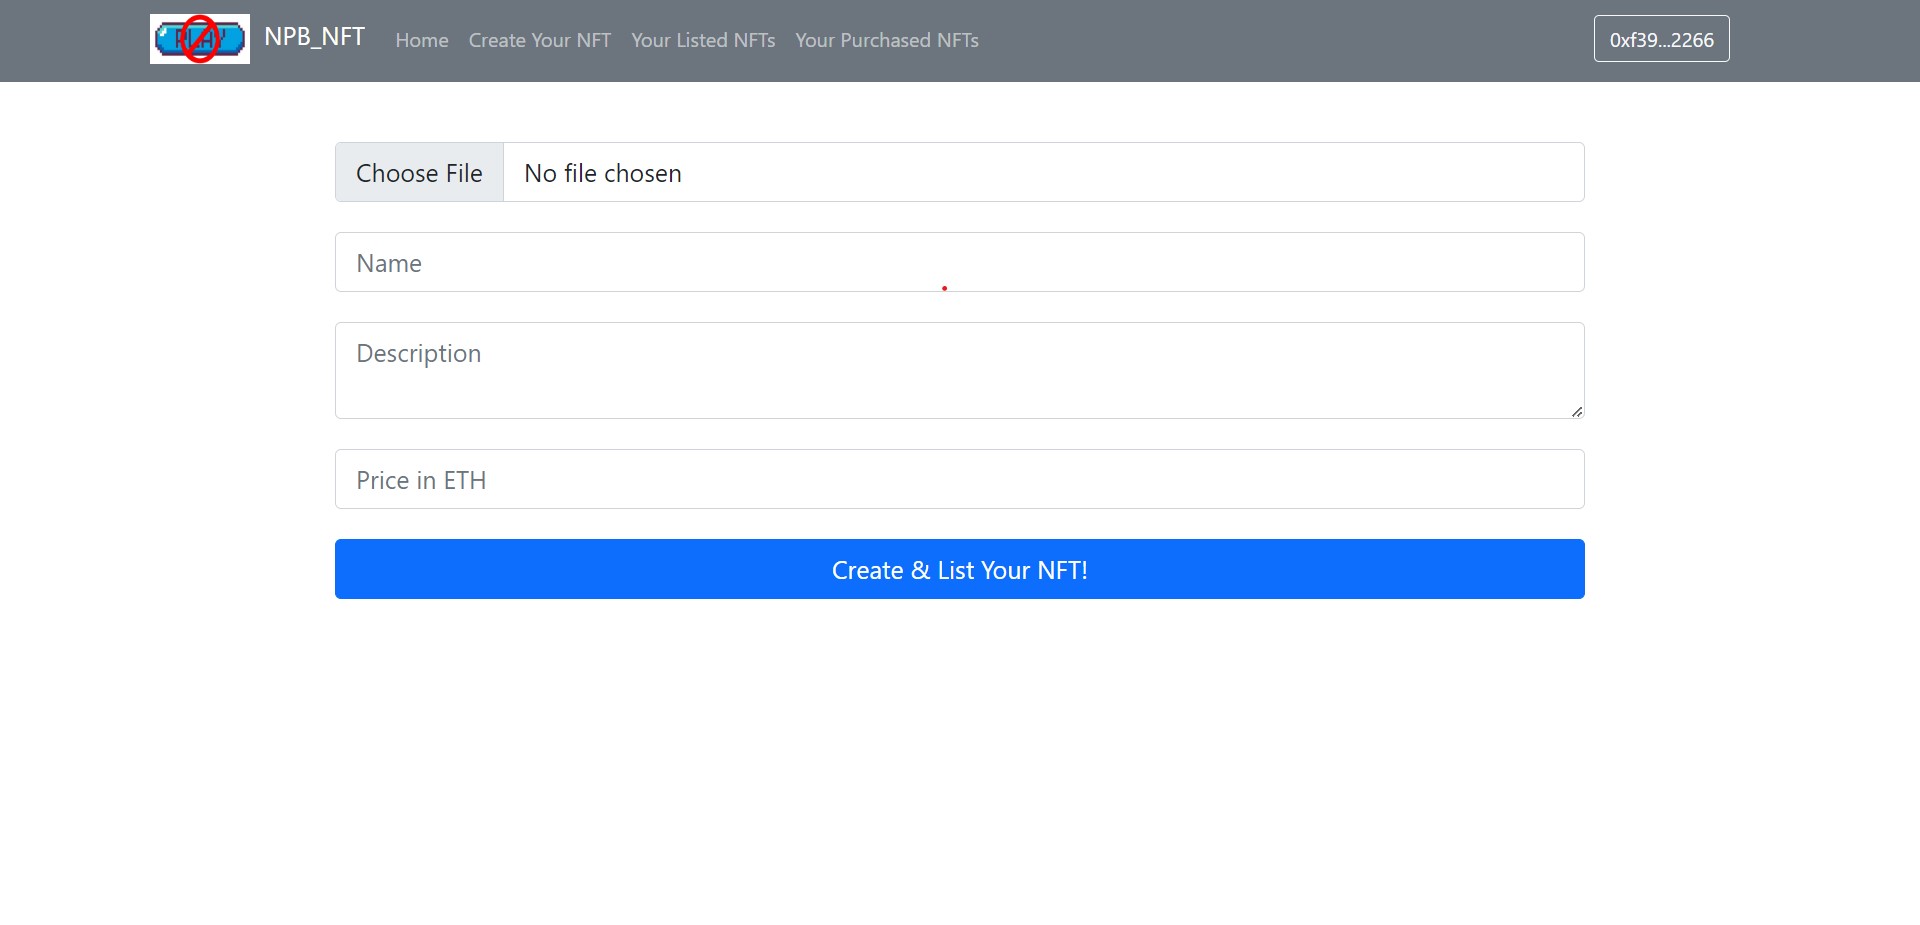 PLAY
NPB_NFT
Home
Create Your NFT
Your Listed NFTs
Your Purchased NFTs
0xf39...2266
Choose File
No file chosen
Name
Description
Price in ETH
Create & List Your NFT!